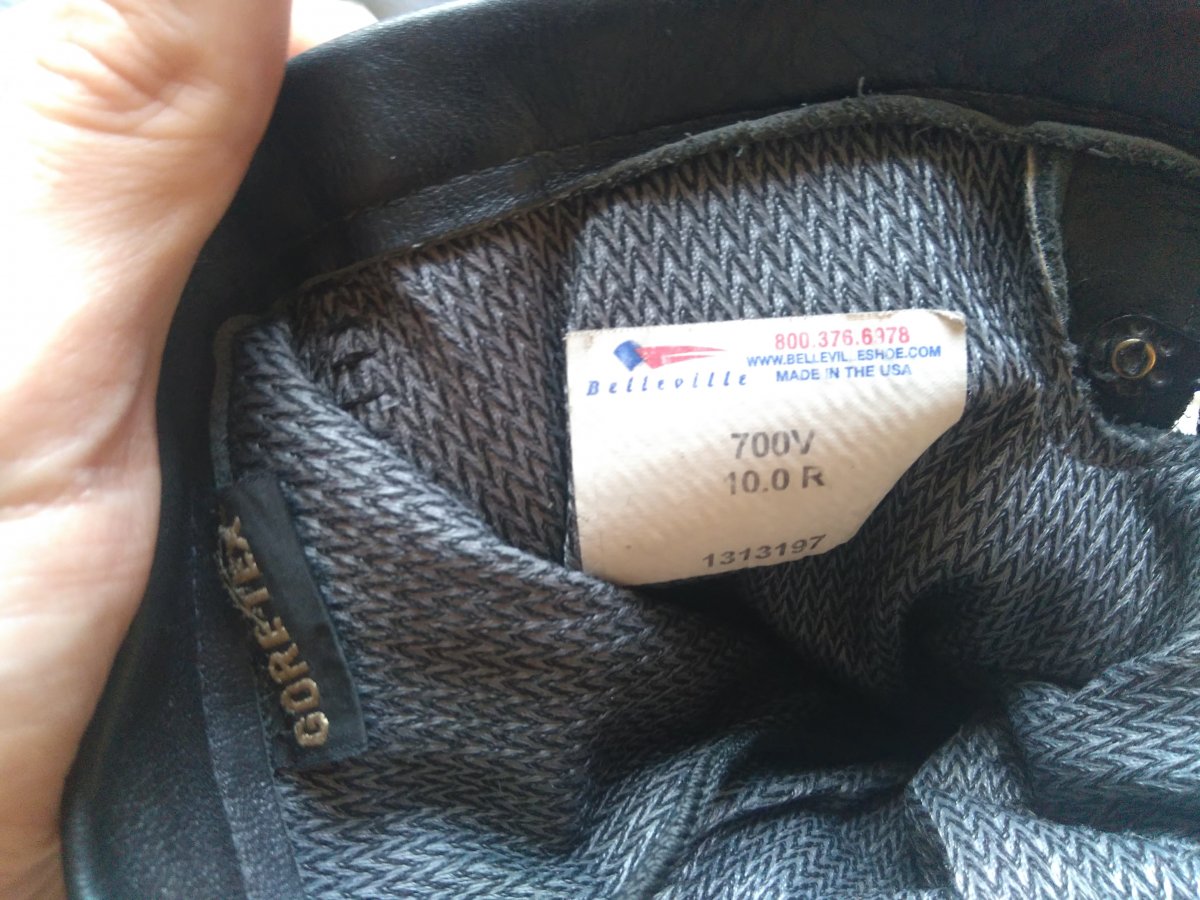 800.376.6978
WWW.BELLEVILLESHOE.COM
Belleville
MADE IN THE USA
700V
10.0 R
1313197
GORE-TEX